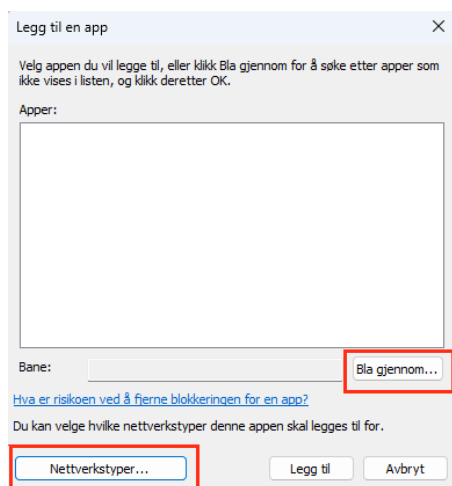 Legg til en app
Velg appen du vil legge til, eller klikk Bla gjennom for å søke etter apper som
ikke vises i listen, og klikk deretter OK.
Apper:
Bane:
Bla gjennom...
Hva er risikoen ved å fjerne blokkeringen for en app?
Du kan velge hvilke nettverkstyper denne appen skal legges til for.
Nettverkstyper...
Legg til
Avbryt